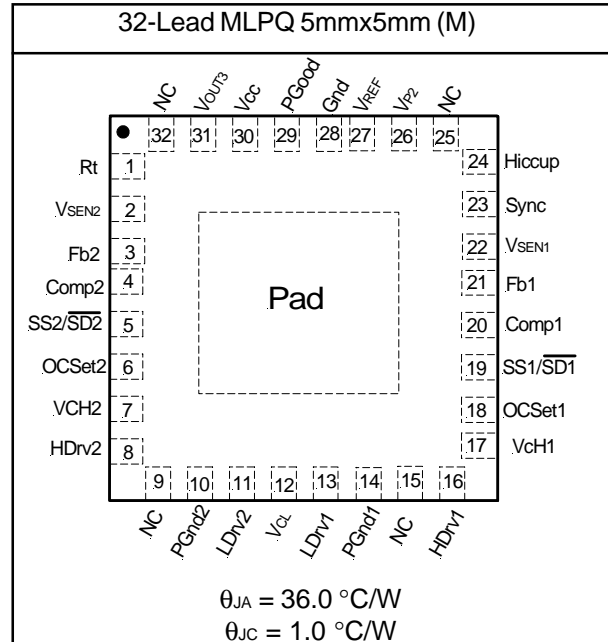 32-Lead MLPQ 5mmx5mm (M)
NC VOUT3 Vcc PGood Gnd VREF VP2 NC
32 31 30 29 28 27 26 25
Rt 1
VSEN2 2
Fb2 3
Comp2 4
SS2/S̅D̅2̅ 5
OCSet2 6
VCH2 7
HDrv2 8
Pad
24 Hiccup
23 Sync
22 VSEN1
21 Fb1
20 Comp1
19 SS1/S̅D̅1̅
18 OCSet1
17 VcH1
9 10 11 12 13 14 15 16
NC PGnd2 LDrv2 VCL LDrv1 PGnd1 NC HDrv1
θJA = 36.0 °C/W
θJC = 1.0 °C/W